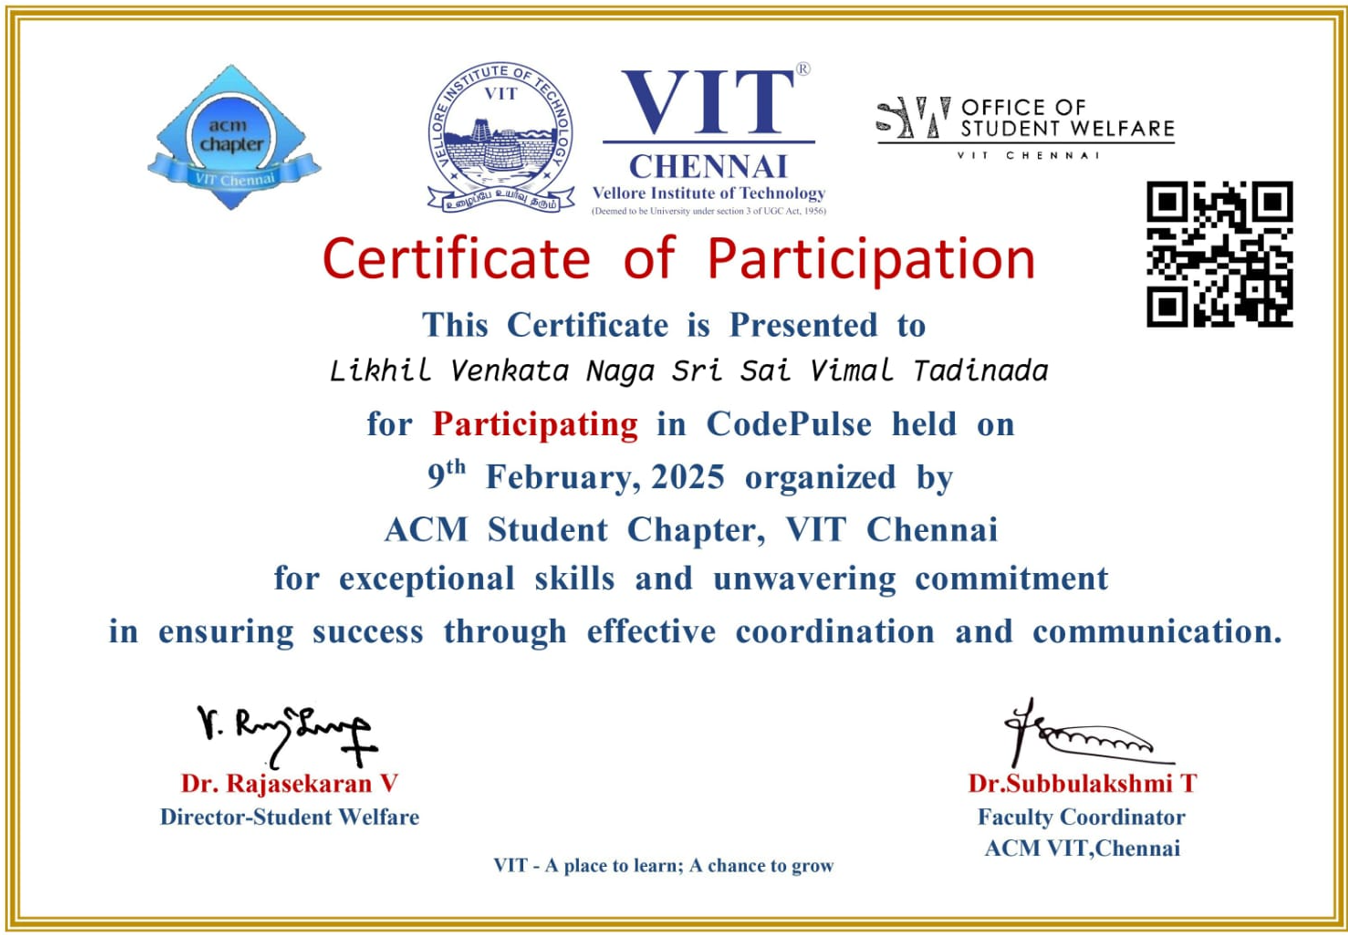 acm
chapter
VIT Chennai
VELLORE INSTITUTE OF TECHNOLOGY
VIT
உழைப்பே உயர்வு தரும்
VIT®
CHENNAI
Vellore Institute of Technology
(Deemed to be University under section 3 of UGC Act, 1956)
SW OFFICE OF
STUDENT WELFARE
VIT CHENNAI
Certificate of Participation
This Certificate is Presented to
Likhil Venkata Naga Sri Sai Vimal Tadinada
for Participating in CodePulse held on
9th February, 2025 organized by
ACM Student Chapter, VIT Chennai
for exceptional skills and unwavering commitment
in ensuring success through effective coordination and communication.
Dr. Rajasekaran V
Director-Student Welfare
Dr.Subbulakshmi T
Faculty Coordinator
ACM VIT,Chennai
VIT - A place to learn; A chance to grow